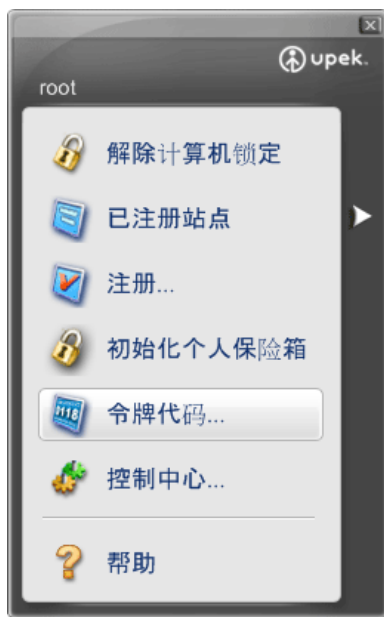 upek
root
解除计算机锁定
已注册站点
注册...
初始化个人保险箱
令牌代码...
控制中心...
帮助